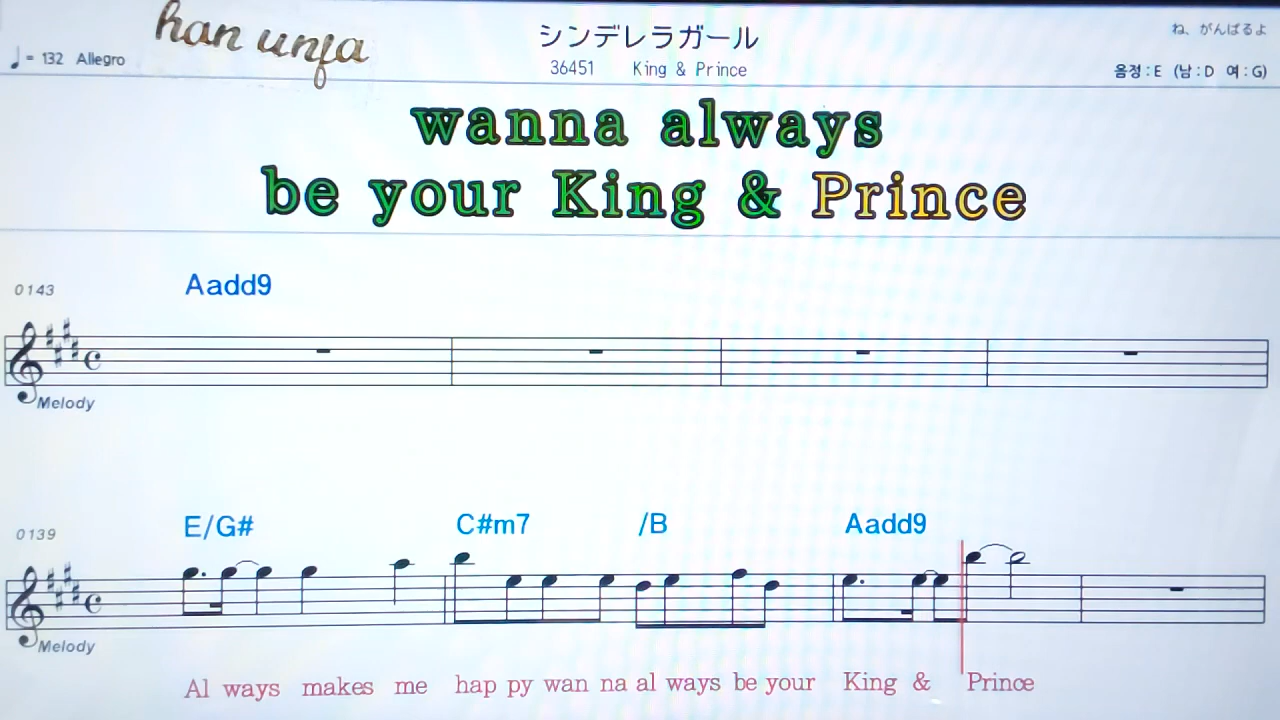 han unja
シンデレラガール
ね、がんばるよ
♩= 132 Allegro
36451 King & Prince
음정:E (남:D 여:G)
wanna always
be your King & Prince
0143
Aadd9
Melody
0139
E/G# C#m7 /B Aadd9
Melody
Al ways makes me hap py wan na al ways be your King & Prince